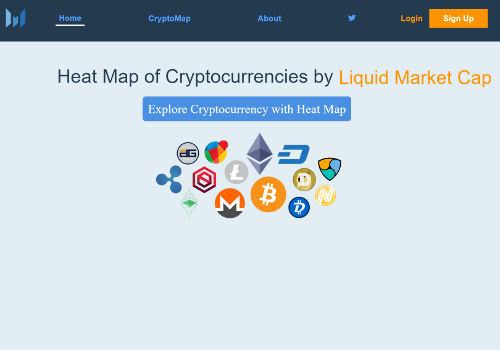 Home CryptoMap About Login Sign Up
Heat Map of Cryptocurrencies by Liquid Market Cap
Explore Cryptocurrency with Heat Map